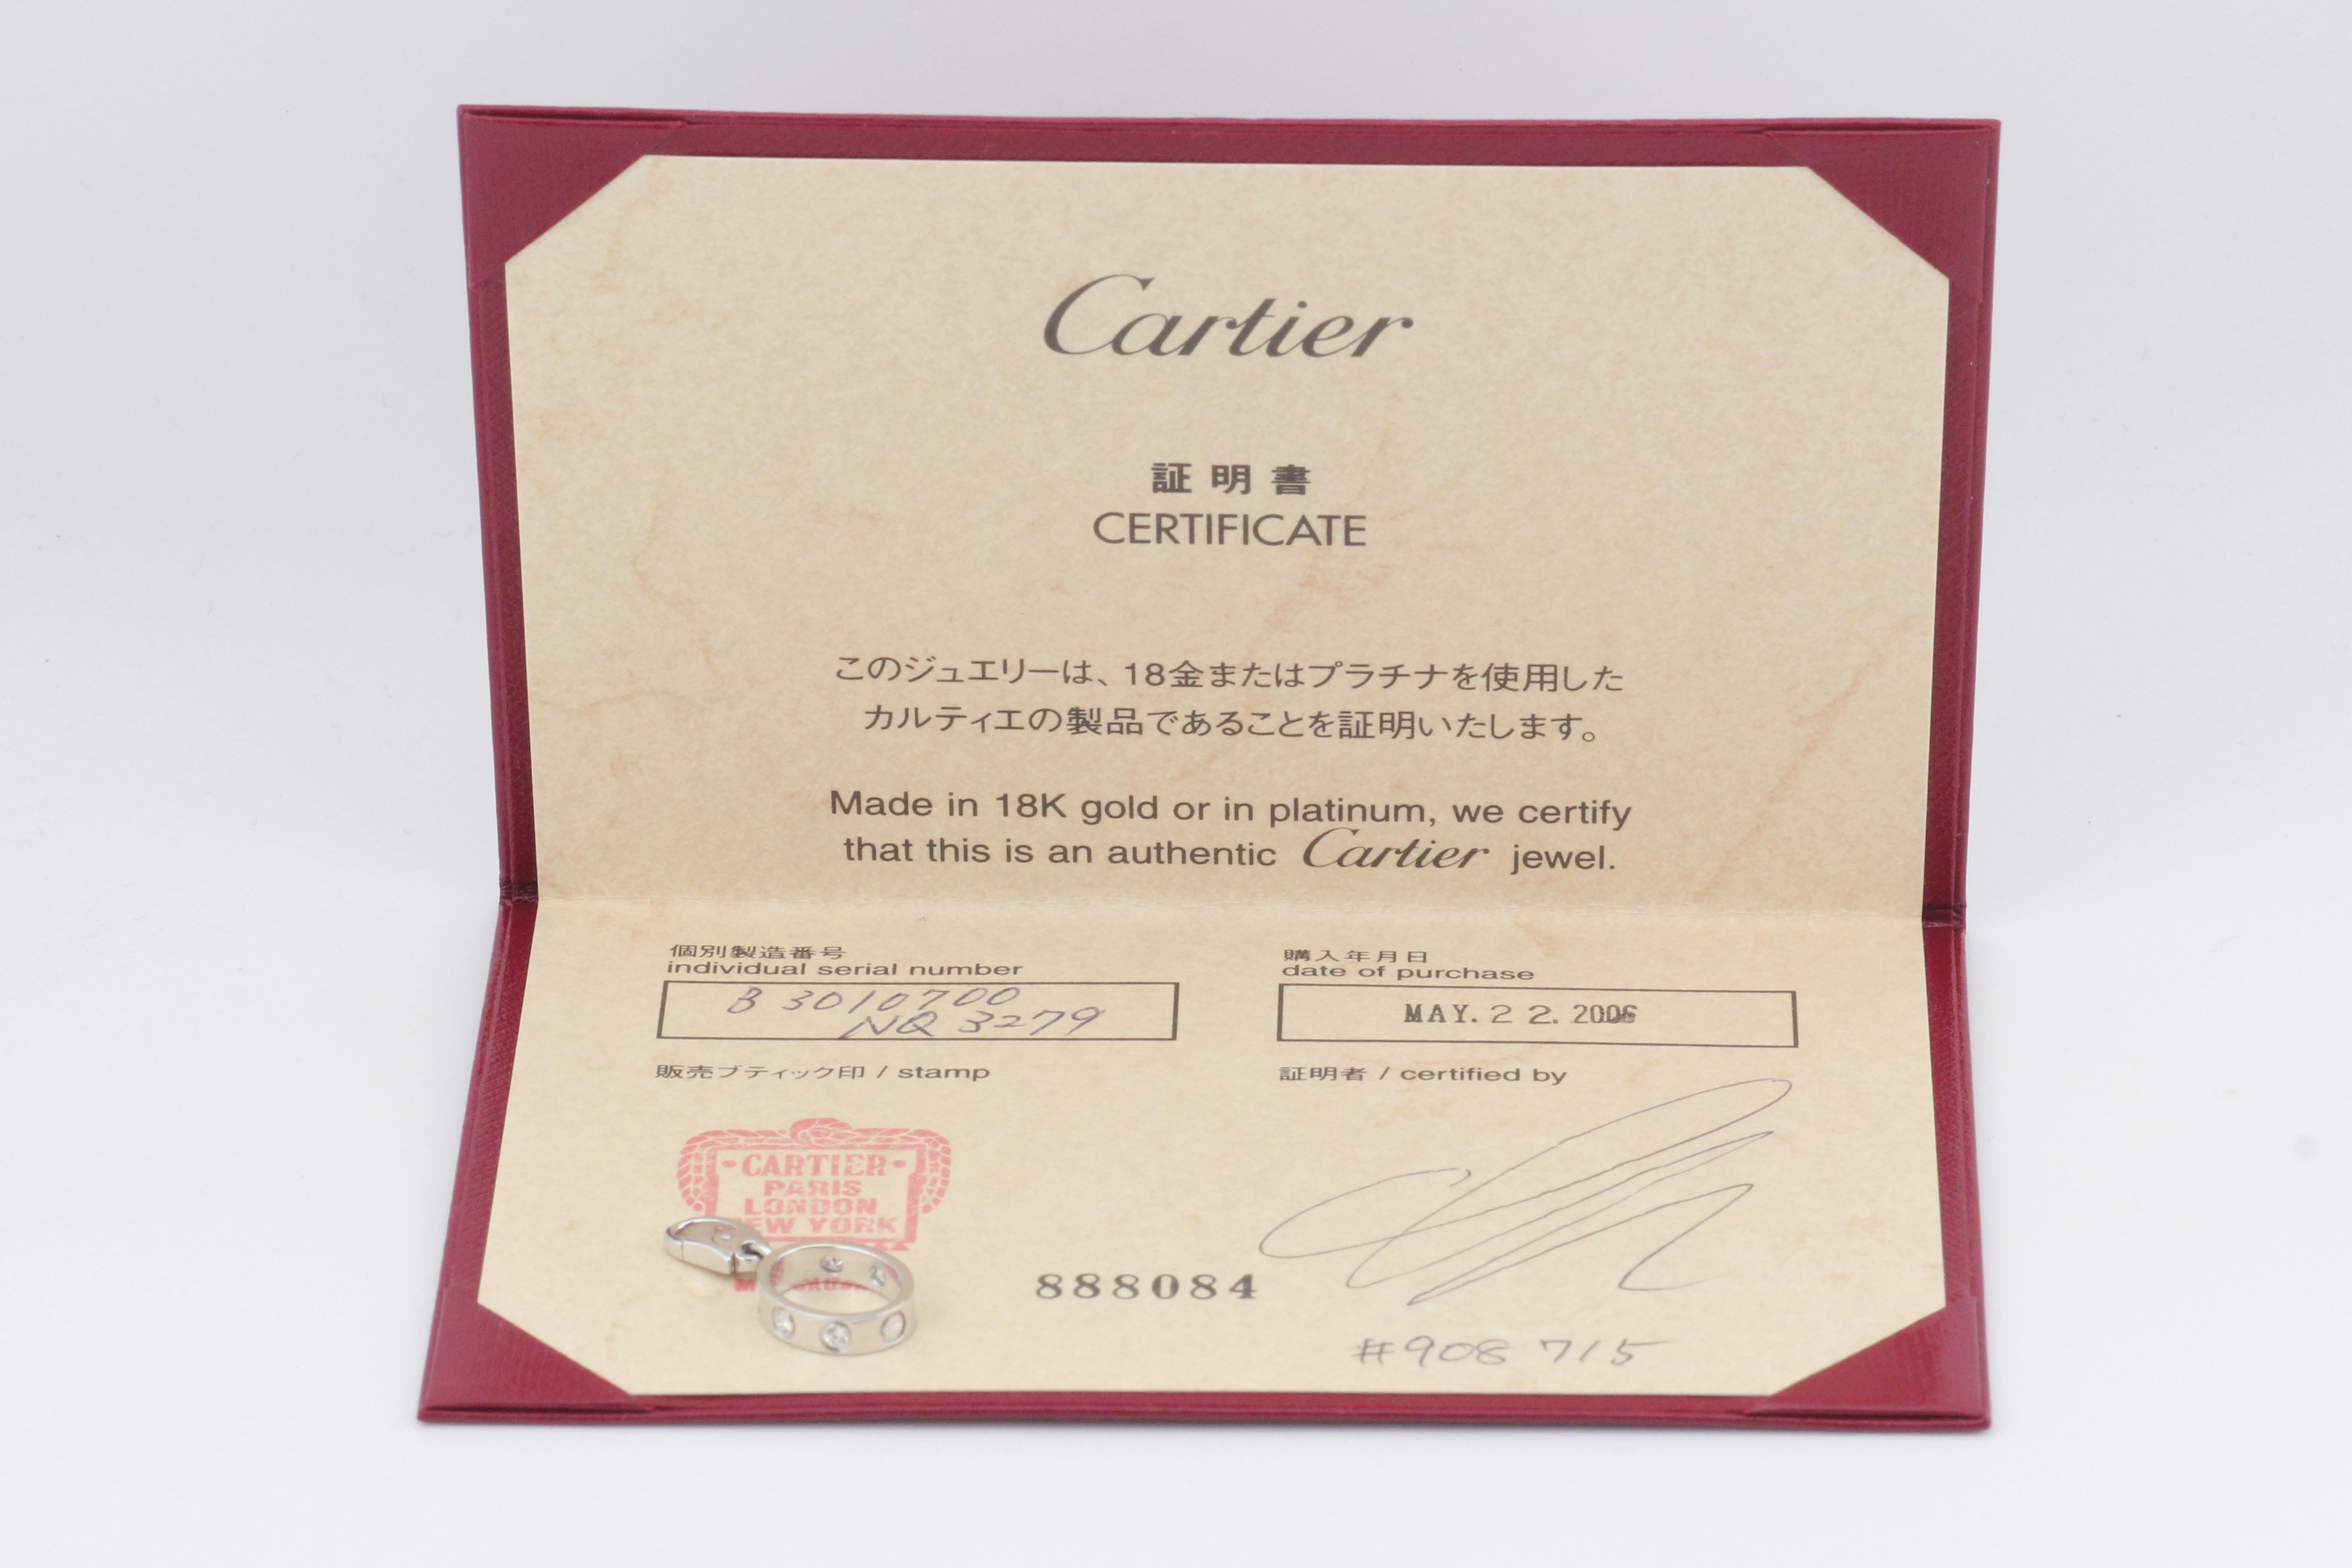 Cartier
証明書
CERTIFICATE
このジュエリーは、18金またはプラチナを使用した
カルティエの製品であることを証明いたします。
Made in 18K gold or in platinum, we certify
that this is an authentic Cartier jewel.
個別製造番号
individual serial number
B 3010700
NQ 3279
購入年月日
date of purchase
MAY. 22. 2006
販売ブティック印 / stamp
証明者 / certified by
• CARTIER •
PARIS
LONDON
NEW YORK
888084
#908 715